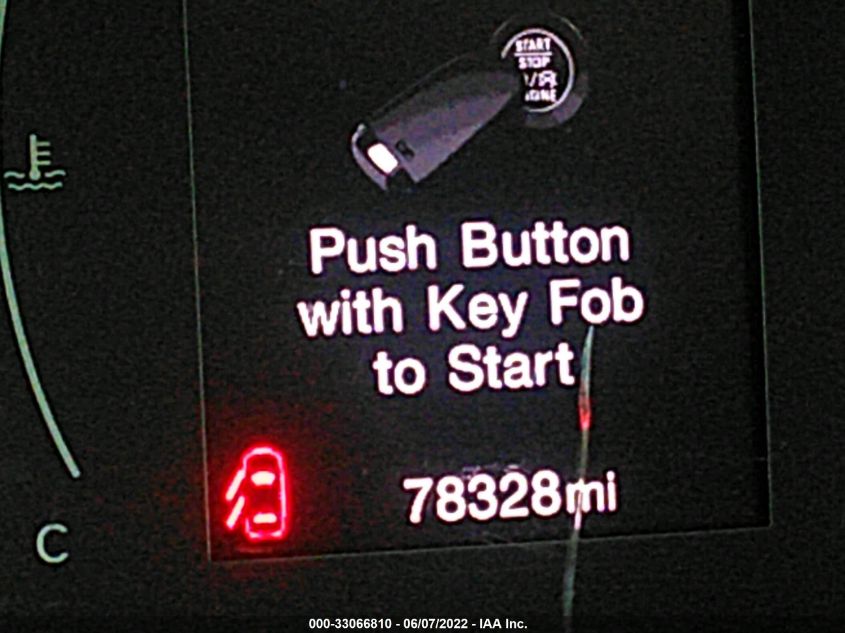 START
STOP
Push Button
with Key Fob
to Start
78328mi
C
000-33066810 - 06/07/2022 - IAA Inc.